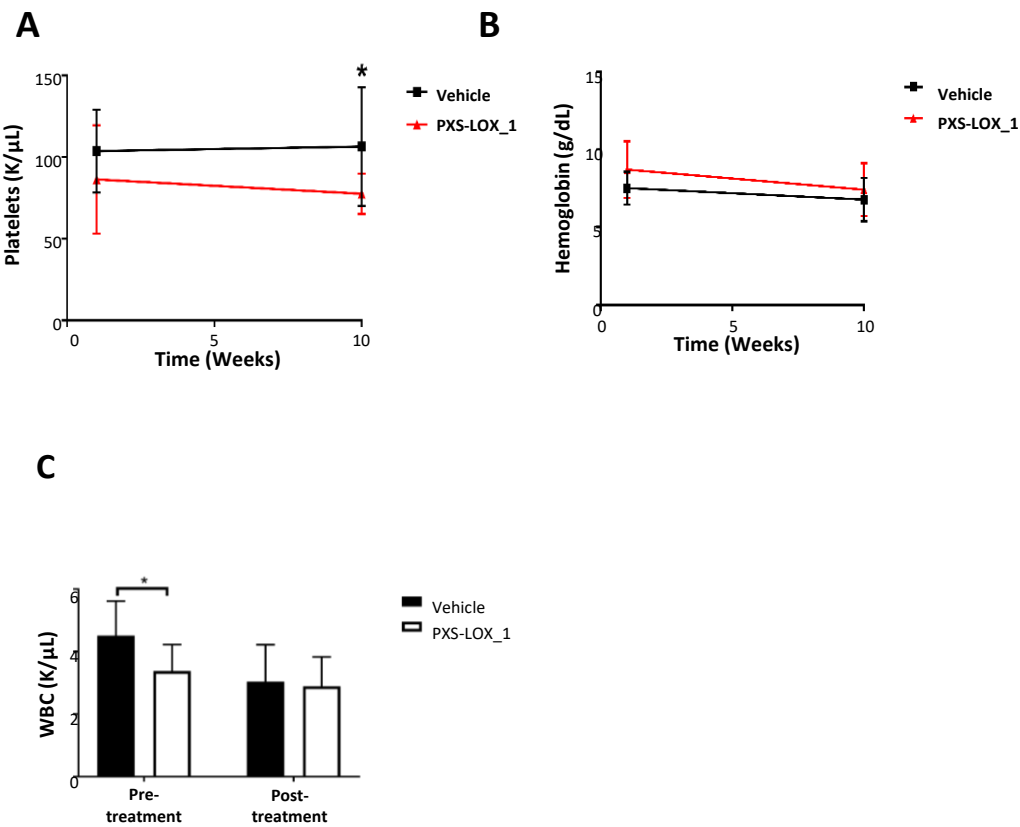 A
150
100
50
0
Platelets (K/µL)
*
0
5
10
Time (Weeks)
Vehicle
PXS-LOX_1
B
15
10
5
0
Hemoglobin (g/dL)
0
5
10
Time (Weeks)
Vehicle
PXS-LOX_1
C
6
4
2
0
WBC (K/µL)
*
Pre-
treatment
Post-
treatment
Vehicle
PXS-LOX_1